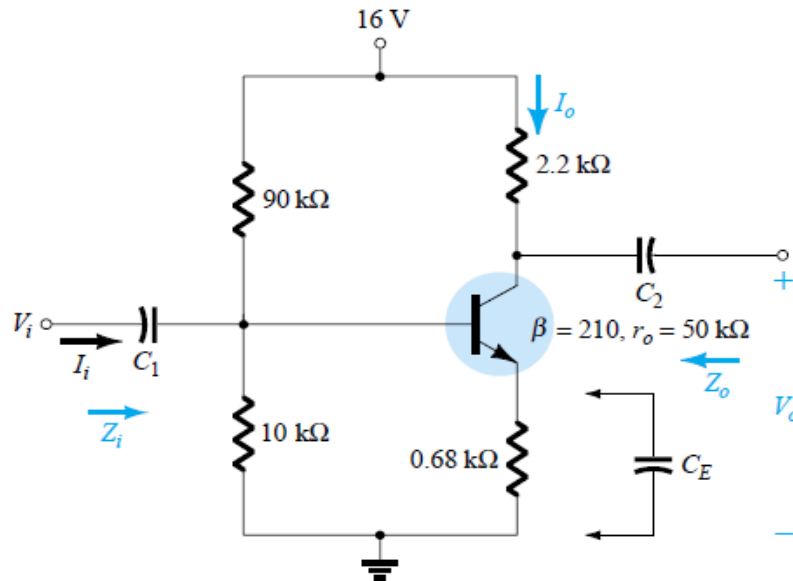 16 V
I_o
2.2 kΩ
90 kΩ
C_2
+
V_i
β = 210, r_o = 50 kΩ
I_i
C_1
Z_o
Z_i
10 kΩ
0.68 kΩ
C_E
V_o
−